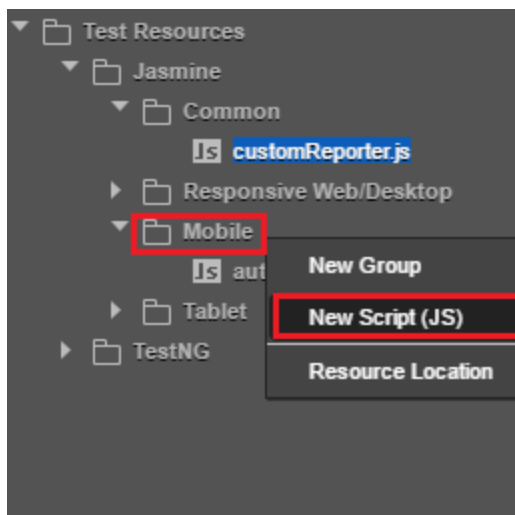 Test Resources
Jasmine
Common
JS customReporter.js
Responsive Web/Desktop
Mobile
JS aut
Tablet
TestNG
New Group
New Script (JS)
Resource Location